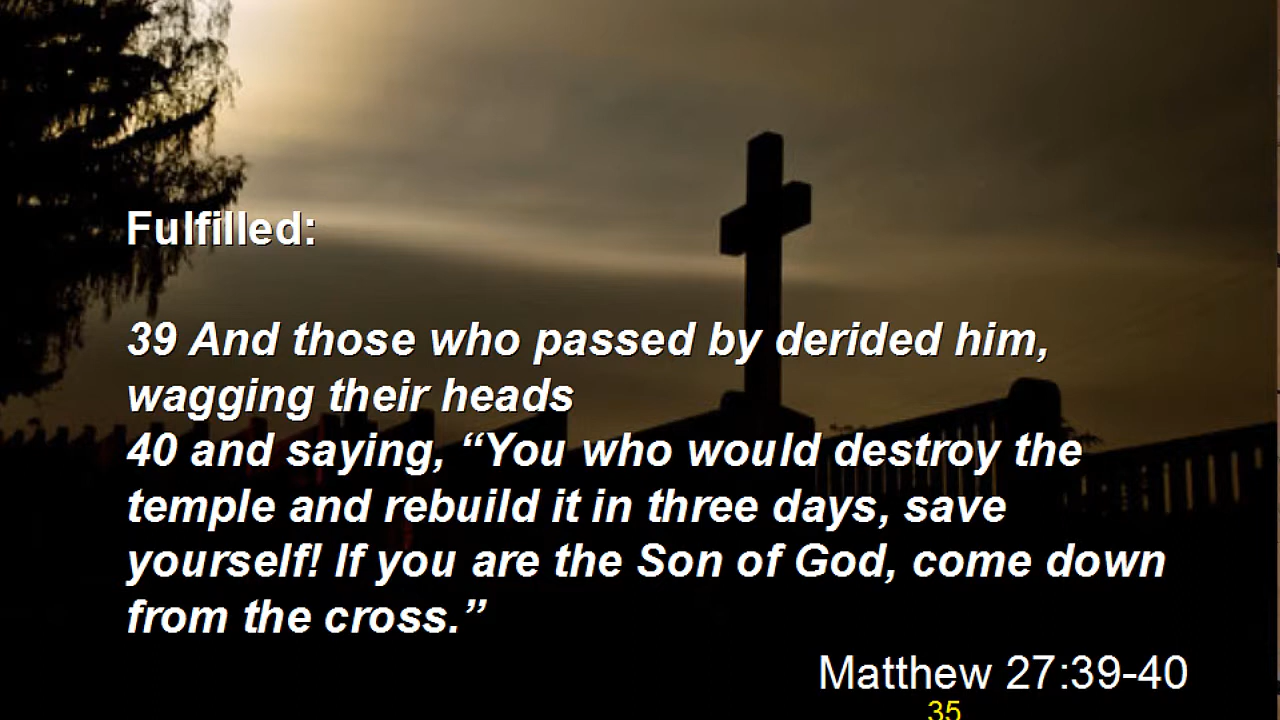 Fulfilled:
39 And those who passed by derided him,
wagging their heads
40 and saying, “You who would destroy the
temple and rebuild it in three days, save
yourself! If you are the Son of God, come down
from the cross.”
Matthew 27:39-40
35